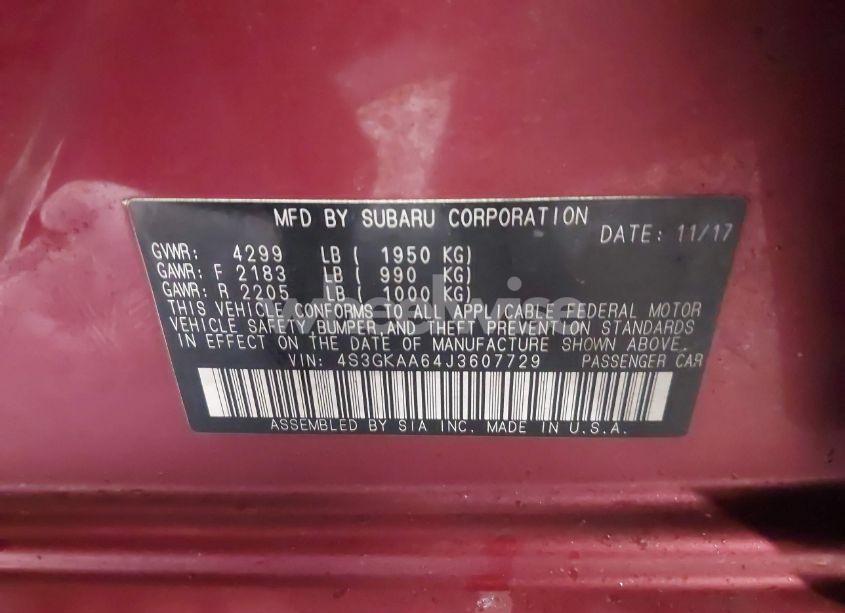 MFD BY SUBARU CORPORATION
DATE: 11/17
GVWR: 4299 LB ( 1950 KG)
GAWR: F 2183 LB ( 990 KG)
GAWR: R 2205 LB ( 1000 KG)
THIS VEHICLE CONFORMS TO ALL APPLICABLE FEDERAL MOTOR
VEHICLE SAFETY,BUMPER,AND THEFT PREVENTION STANDARDS
IN EFFECT ON THE DATE OF MANUFACTURE SHOWN ABOVE.
VIN: 4S3GKAA64J3607729 PASSENGER CAR
ASSEMBLED BY SIA INC. MADE IN U.S.A.
wheelwise